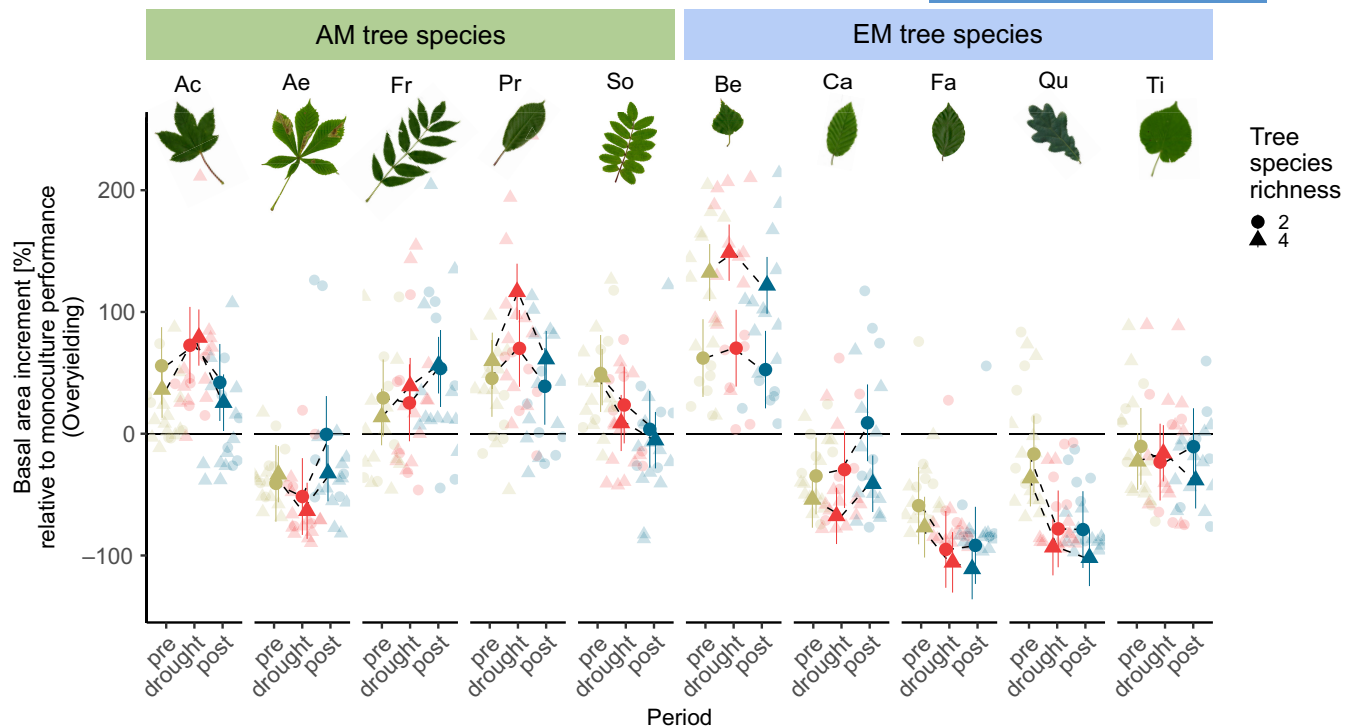 AM tree species
EM tree species
Ac
Ae
Fr
Pr
So
Be
Ca
Fa
Qu
Ti
Basal area increment [%]
relative to monoculture performance
(Overyielding)
200
100
0
−100
Tree
species
richness
2
4
pre
drought
post
pre
drought
post
pre
drought
post
pre
drought
post
pre
drought
post
pre
drought
post
pre
drought
post
pre
drought
post
pre
drought
post
pre
drought
post
Period